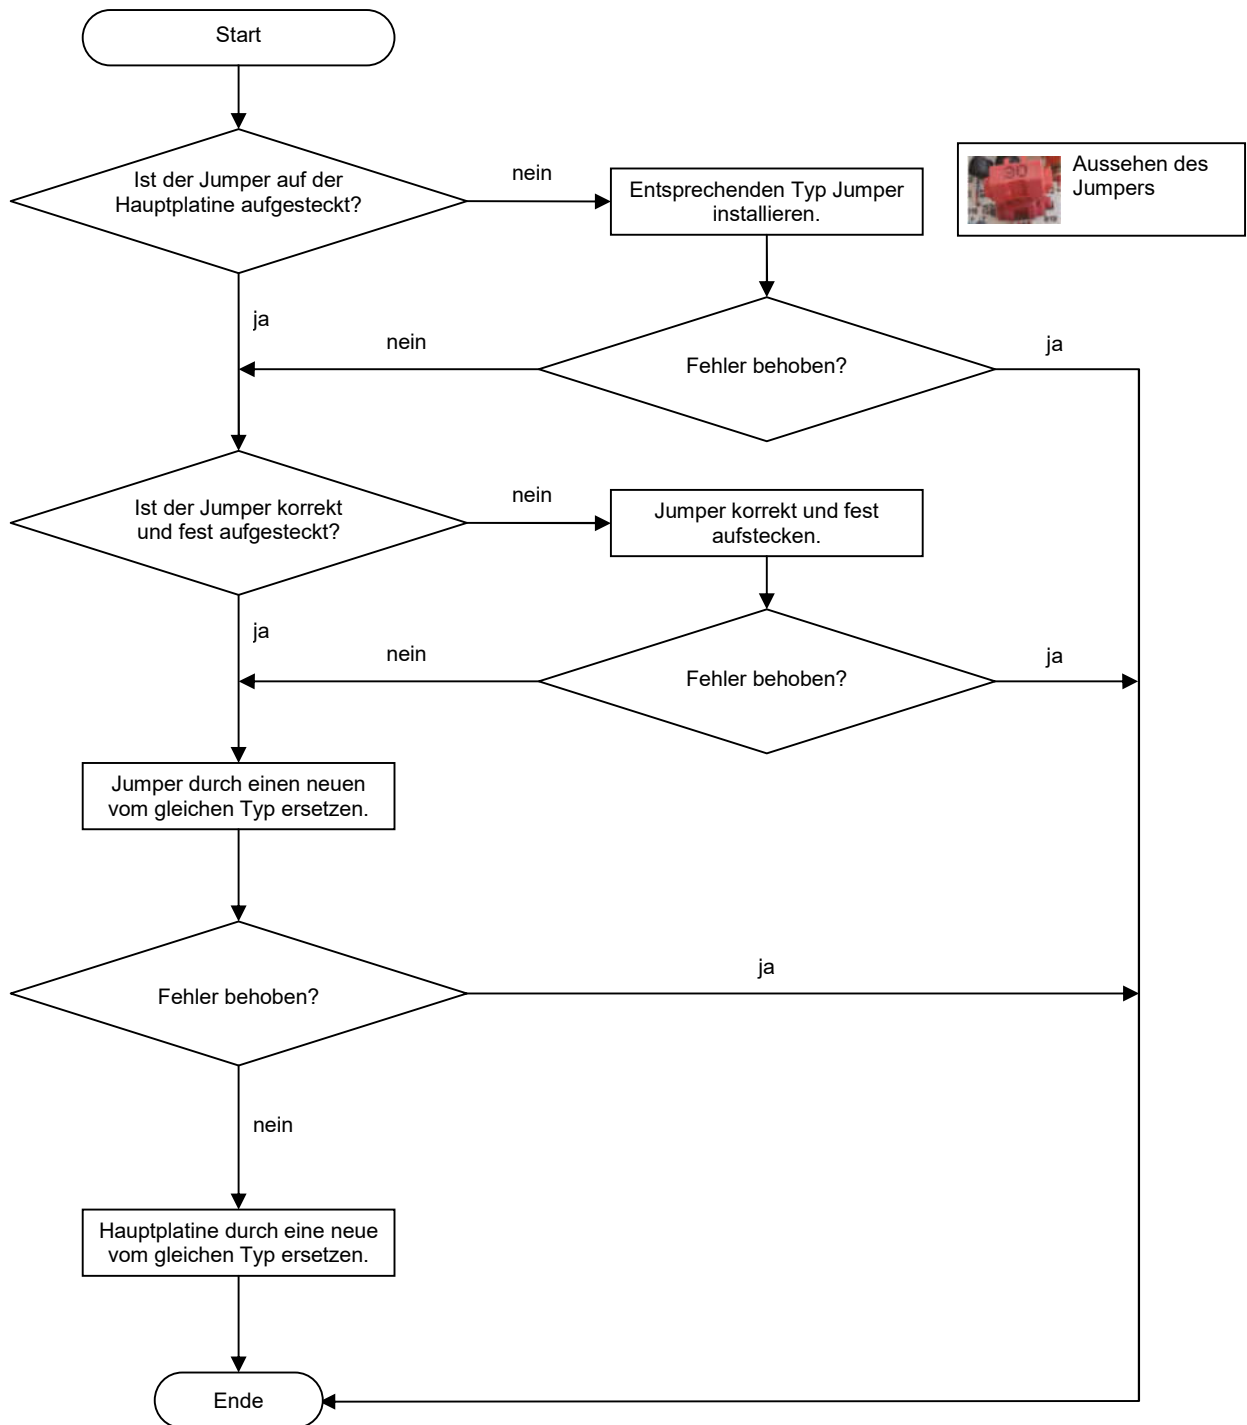 Start
Ist der Jumper auf der
Hauptplatine aufgesteckt?
nein
Entsprechenden Typ Jumper
installieren.
Aussehen des
Jumpers
ja
nein
Fehler behoben?
ja
Ist der Jumper korrekt
und fest aufgesteckt?
nein
Jumper korrekt und fest
aufstecken.
ja
nein
Fehler behoben?
ja
Jumper durch einen neuen
vom gleichen Typ ersetzen.
Fehler behoben?
ja
nein
Hauptplatine durch eine neue
vom gleichen Typ ersetzen.
Ende